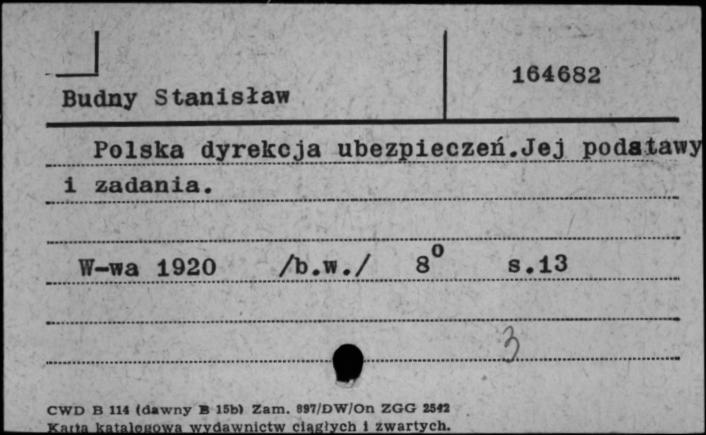 164682
Budny Stanisław
Polska dyrekcja ubezpieczeń.Jej podstawy
i zadania.
W-wa 1920 /b.w./ 8⁰ s.13
3
CWD B 114 (dawny B 15b) Zam. 897/DW/On ZGG 2542
Karta katalogowa wydawnictw ciągłych i zwartych.